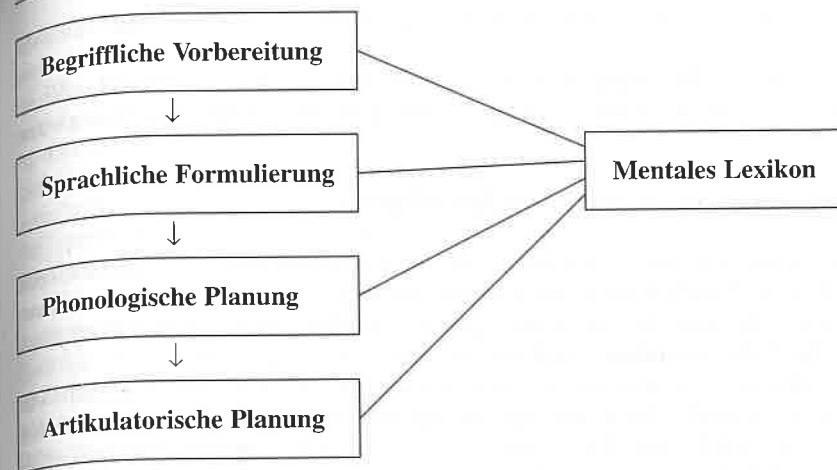 Begriffliche Vorbereitung
↓
Sprachliche Formulierung
Mentales Lexikon
↓
Phonologische Planung
↓
Artikulatorische Planung